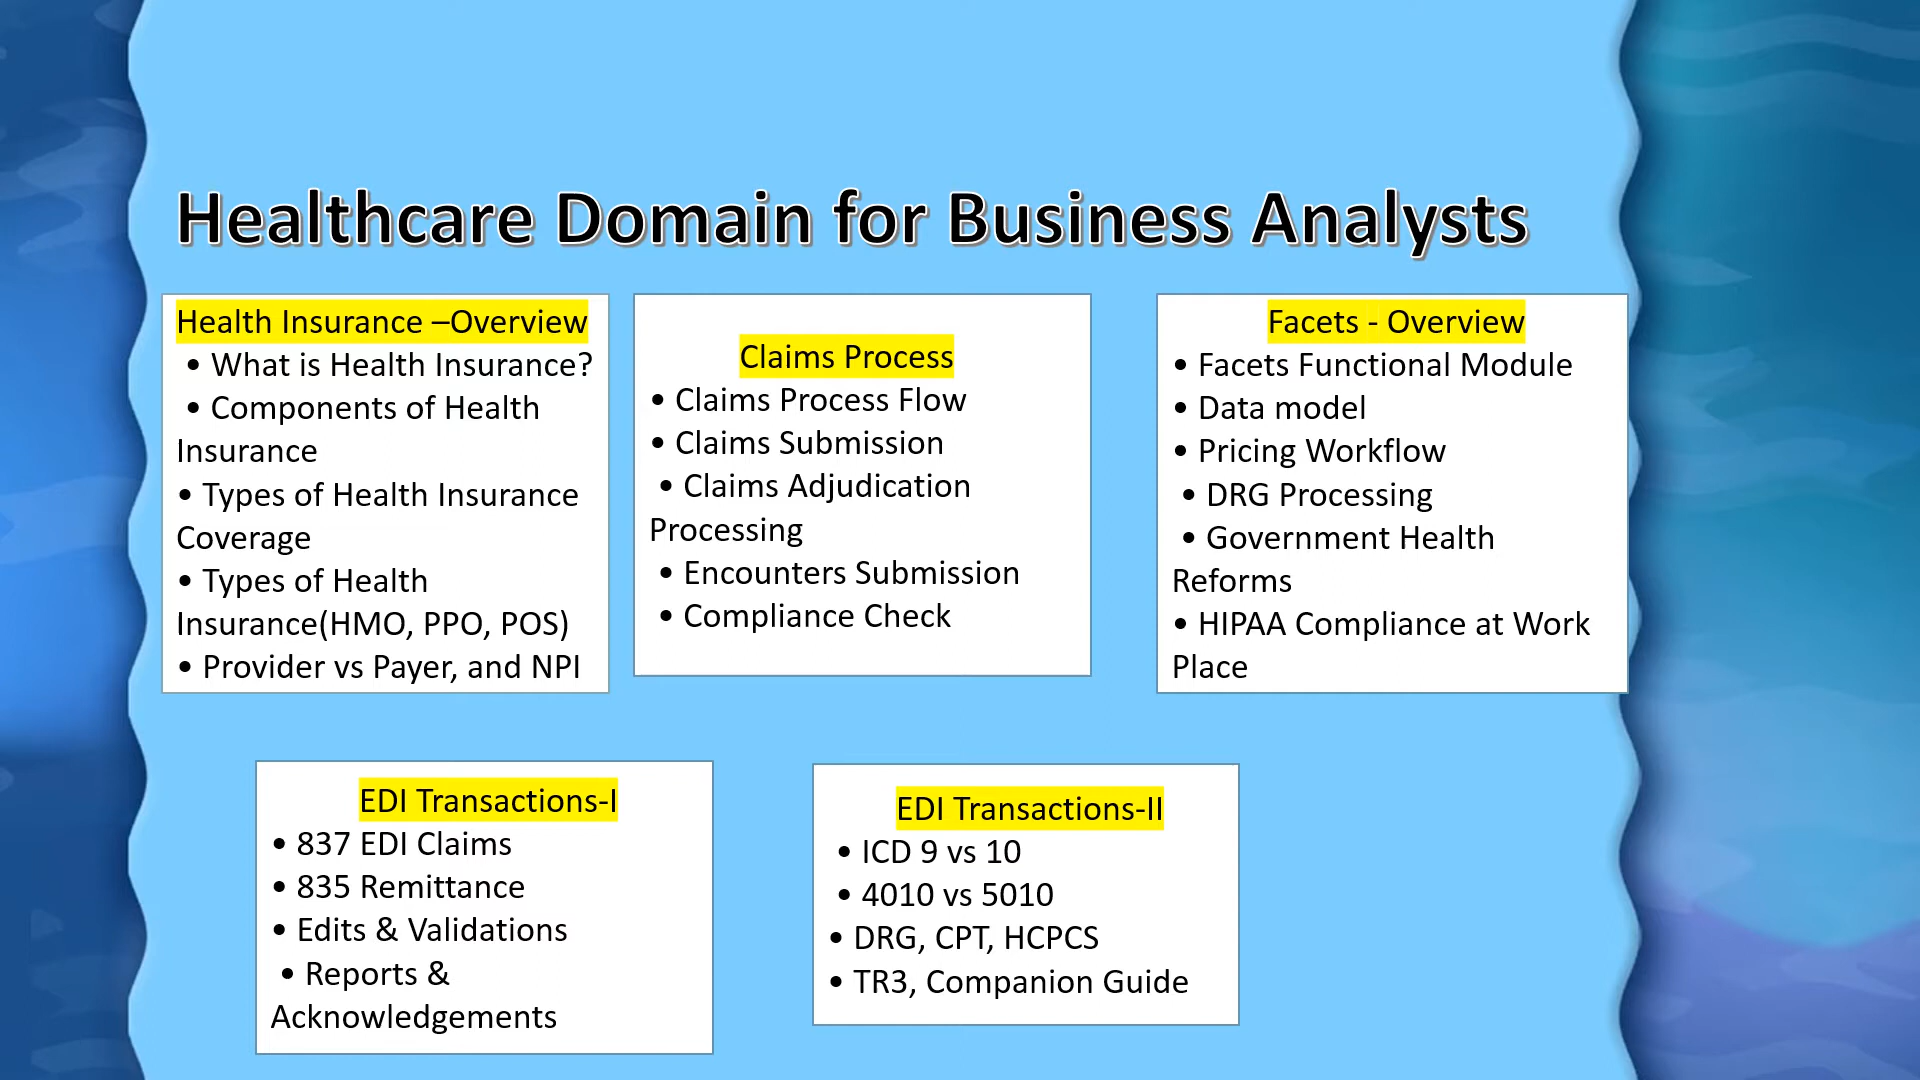 Healthcare Domain for Business Analysts
Health Insurance –Overview
• What is Health Insurance?
• Components of Health
Insurance
• Types of Health Insurance
Coverage
• Types of Health
Insurance(HMO, PPO, POS)
• Provider vs Payer, and NPI
Claims Process
• Claims Process Flow
• Claims Submission
• Claims Adjudication
Processing
• Encounters Submission
• Compliance Check
Facets - Overview
• Facets Functional Module
• Data model
• Pricing Workflow
• DRG Processing
• Government Health
Reforms
• HIPAA Compliance at Work
Place
EDI Transactions-I
• 837 EDI Claims
• 835 Remittance
• Edits & Validations
• Reports &
Acknowledgements
EDI Transactions-II
• ICD 9 vs 10
• 4010 vs 5010
• DRG, CPT, HCPCS
• TR3, Companion Guide